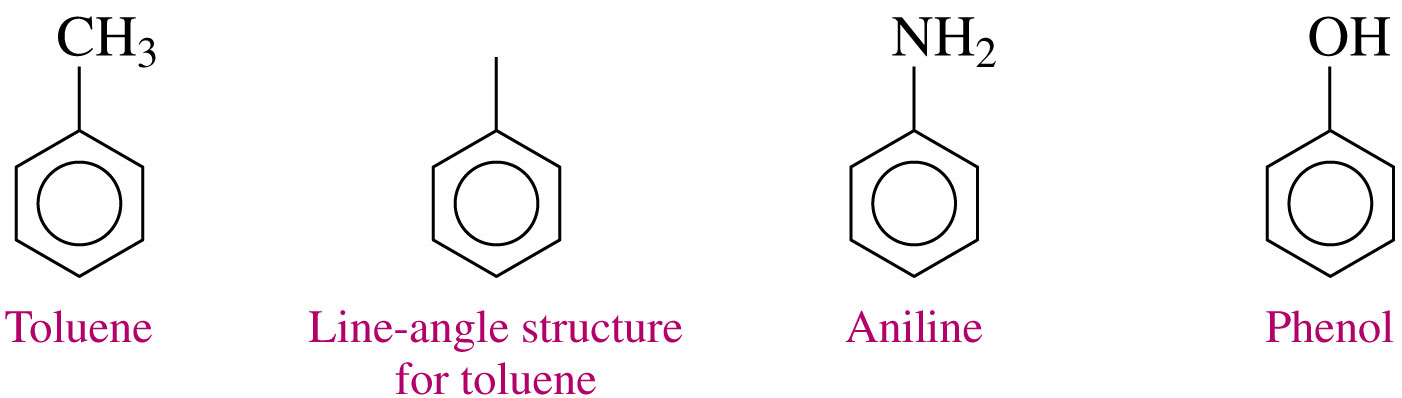 CH3
NH2
OH
Toluene
Line-angle structure
for toluene
Aniline
Phenol